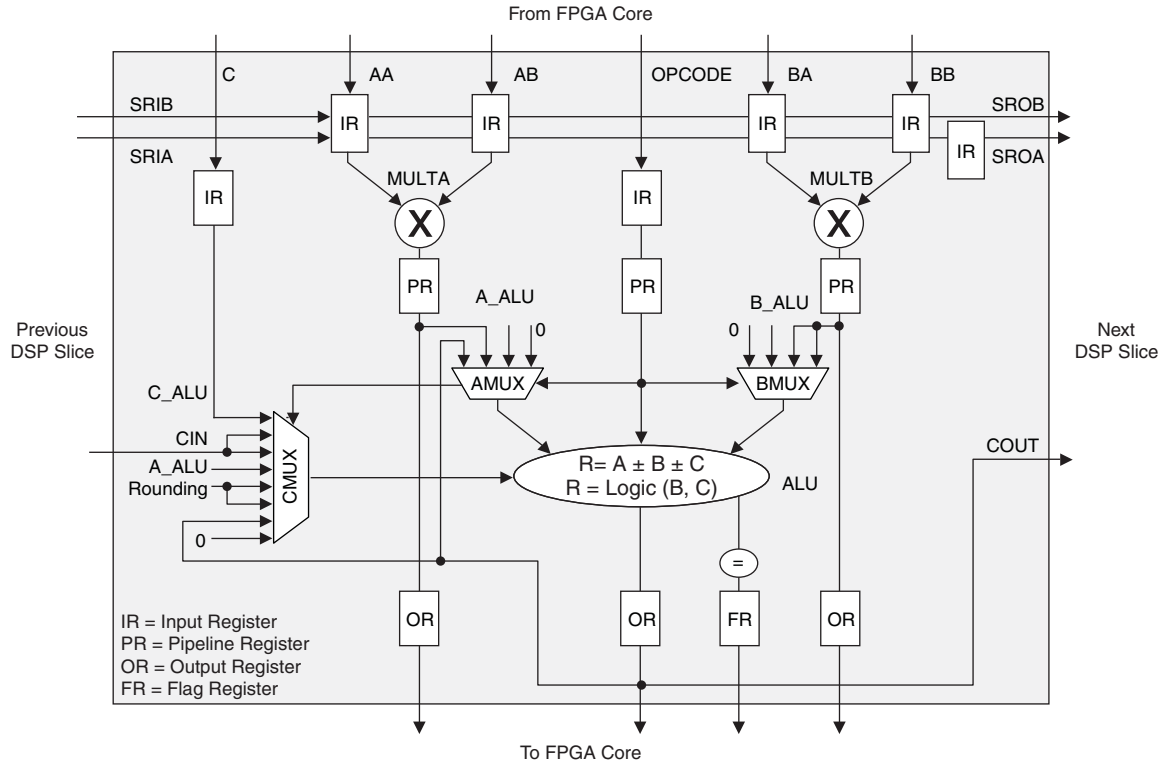 From FPGA Core
C
AA
AB
OPCODE
BA
BB
SRIB
IR
IR
IR
IR
SROB
SRIA
IR
SROA
IR
MULTA
IR
MULTB
X
X
PR
PR
PR
A_ALU
B_ALU
0
0
Previous
DSP Slice
Next
DSP Slice
AMUX
BMUX
C_ALU
CIN
A_ALU
Rounding
0
CMUX
R= A ± B ± C
R = Logic (B, C)
ALU
COUT
=
IR = Input Register
PR = Pipeline Register
OR = Output Register
FR = Flag Register
OR
OR
FR
OR
To FPGA Core